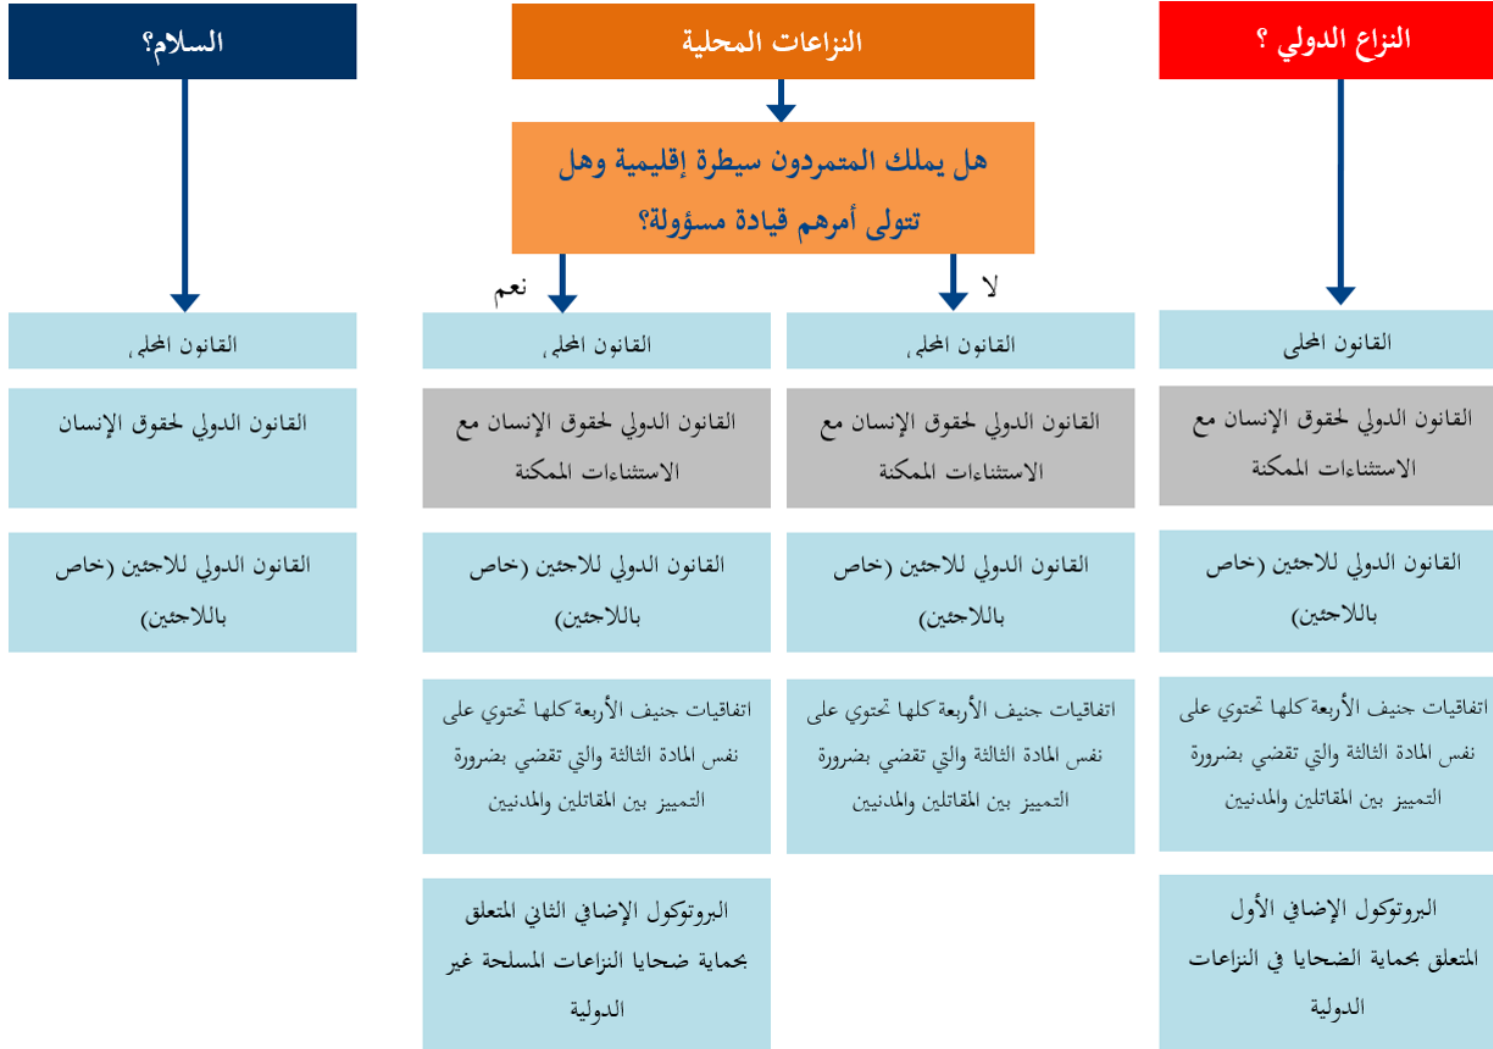 النزاع الدولي ؟
القانون المحلى
القانون الدولي لحقوق الإنسان مع
الاستثناءات الممكنة
القانون الدولي للاجئين (خاص
باللاجئين)
اتفاقيات جنيف الأربعة كلها تحتوي على
نفس المادة الثالثة والتي تقضي بضرورة
التمييز بين المقاتلين والمدنيين
البروتوكول الإضافي الأول
المتعلق بحماية الضحايا في النزاعات
الدولية
النزاعات المحلية
هل يملك المتمردون سيطرة إقليمية وهل
تتولى أمرهم قيادة مسؤولة؟
لا
القانون المحلي
القانون الدولي لحقوق الإنسان مع
الاستثناءات الممكنة
القانون الدولي للاجئين (خاص
باللاجئين)
اتفاقيات جنيف الأربعة كلها تحتوي على
نفس المادة الثالثة والتي تقضي بضرورة
التمييز بين المقاتلين والمدنيين
نعم
القانون المحلي
القانون الدولي لحقوق الإنسان مع
الاستثناءات الممكنة
القانون الدولي للاجئين (خاص
باللاجئين)
اتفاقيات جنيف الأربعة كلها تحتوي على
نفس المادة الثالثة والتي تقضي بضرورة
التمييز بين المقاتلين والمدنيين
البروتوكول الإضافي الثاني المتعلق
بحماية ضحايا النزاعات المسلحة غير
الدولية
السلام؟
القانون المحلي
القانون الدولي لحقوق الإنسان
القانون الدولي للاجئين (خاص
باللاجئين)